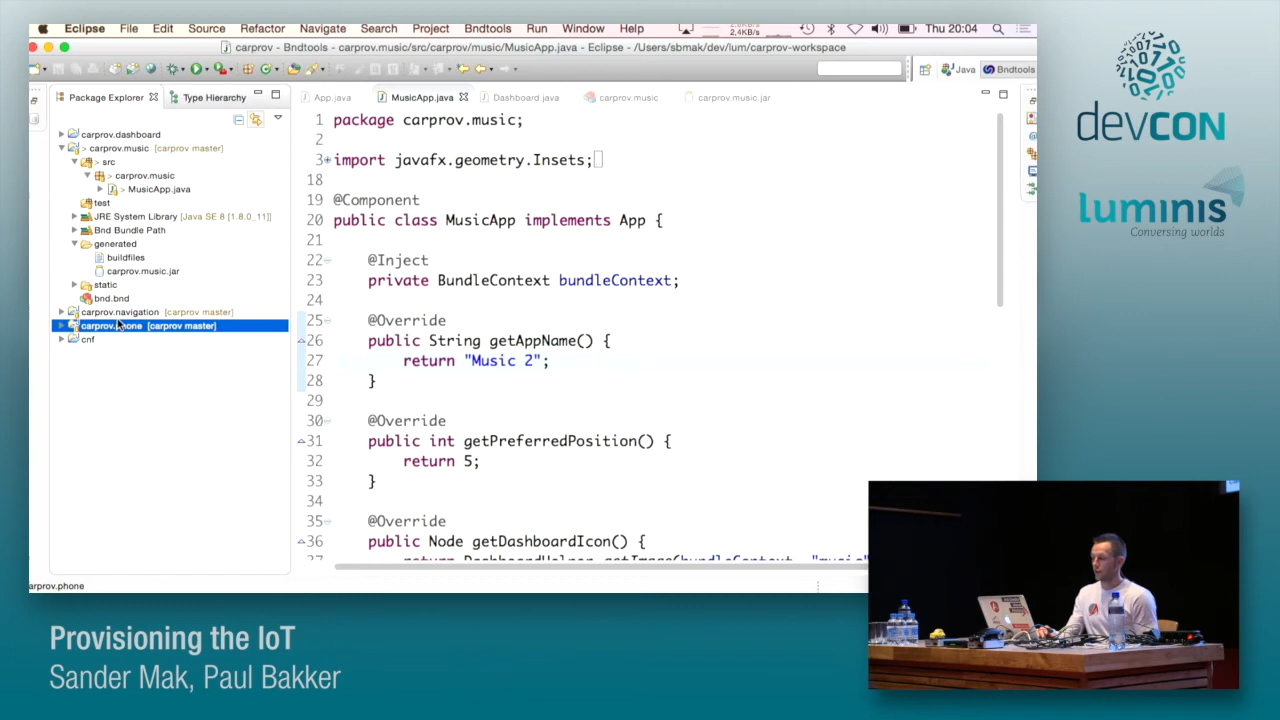 Eclipse File Edit Source Refactor Navigate Search Project Bndtools Run Window Help Thu 20:04
carprov - Bndtools - carprov.music/src/carprov/music/MusicApp.java - Eclipse - /Users/sbmak/dev/lum/carprov-workspace
Java Bndtools
Package Explorer Type Hierarchy
App.java MusicApp.java Dashboard.java carprov.music carprov.music.jar
carprov.dashboard
> carprov.music [carprov master]
> src
> carprov.music
> MusicApp.java
test
JRE System Library [Java SE 8 [1.8.0_11]]
Bnd Bundle Path
generated
buildfiles
carprov.music.jar
static
bnd.bnd
carprov.navigation [carprov master]
carprov.phone [carprov master]
cnf
1 package carprov.music;
2
3 import javafx.geometry.Insets;
18
19 @Component
20 public class MusicApp implements App {
21
22 @Inject
23 private BundleContext bundleContext;
24
25 @Override
26 public String getAppName() {
27 return "Music 2";
28 }
29
30 @Override
31 public int getPreferredPosition() {
32 return 5;
33 }
34
35 @Override
36 public Node getDashboardIcon() {
37 return DashboardHelper.getImage(bundleContext, "music"
arprov.phone
devcon
luminis
Conversing worlds
Provisioning the IoT
Sander Mak, Paul Bakker